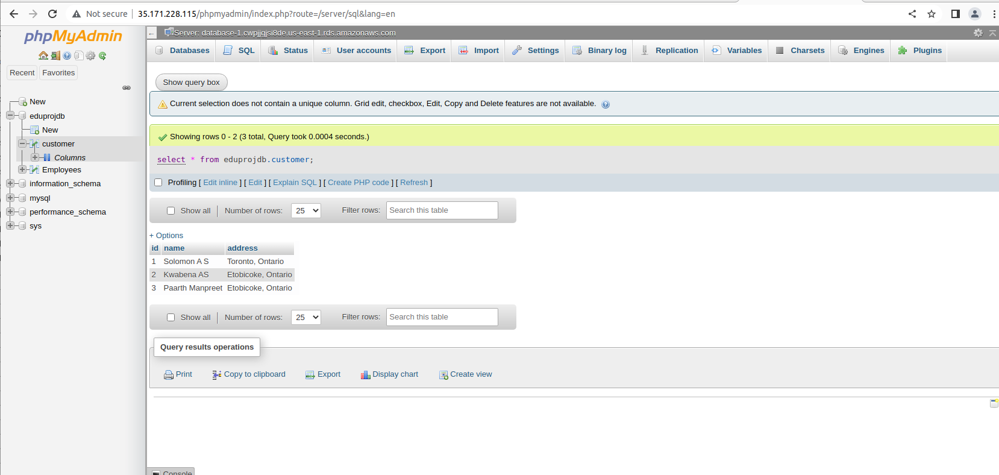 Not secure
35.171.228.115/phpmyadmin/index.php?route=/server/sql&lang=en
phpMyAdmin
Recent
Favorites
New
eduprojdb
New
customer
Columns
Employees
information_schema
mysql
performance_schema
sys
Server: database-1.cwpjjgjsi8de.us-east-1.rds.amazonaws.com
Databases SQL Status User accounts Export Import Settings Binary log Replication Variables Charsets Engines Plugins
Show query box
Current selection does not contain a unique column. Grid edit, checkbox, Edit, Copy and Delete features are not available.
Showing rows 0 - 2 (3 total, Query took 0.0004 seconds.)
select * from eduprojdb.customer;
Profiling [ Edit inline ] [ Edit ] [ Explain SQL ] [ Create PHP code ] [ Refresh ]
Show all Number of rows: 25 Filter rows: Search this table
+ Options
id name address
1 Solomon A S Toronto, Ontario
2 Kwabena AS Etobicoke, Ontario
3 Paarth Manpreet Etobicoke, Ontario
Show all Number of rows: 25 Filter rows: Search this table
Query results operations
Print Copy to clipboard Export Display chart Create view
Console